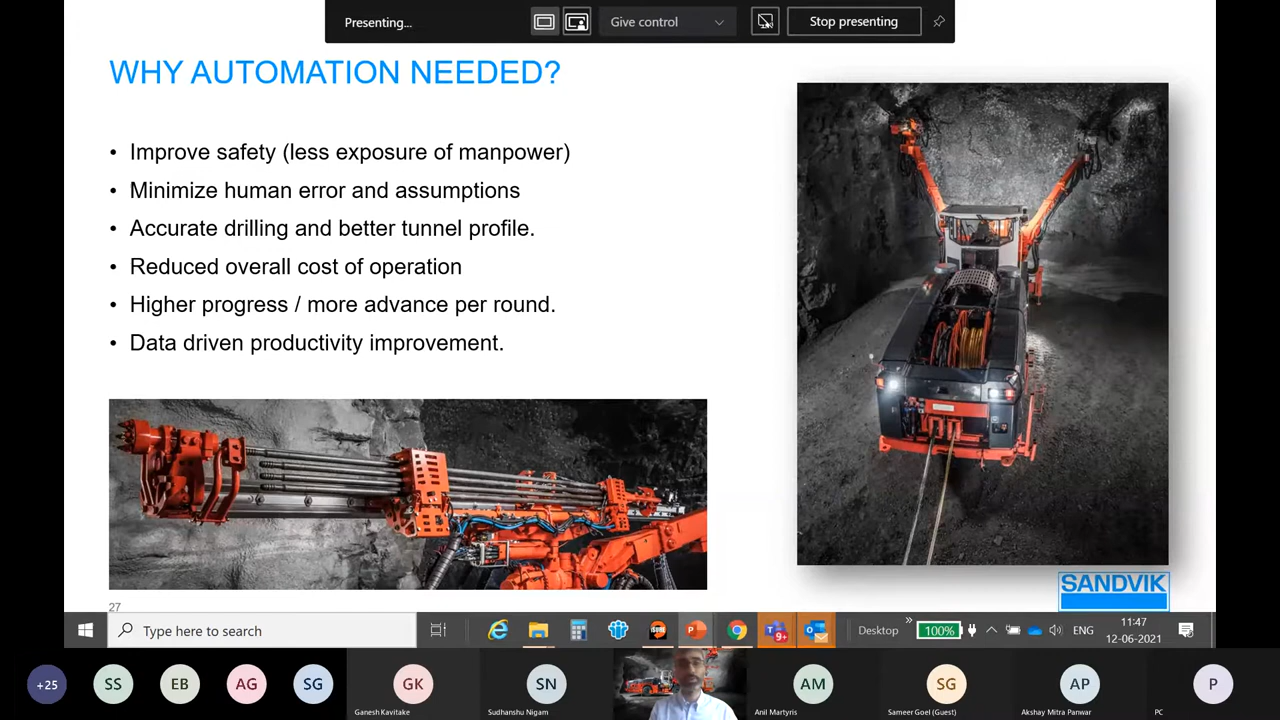 Presenting...
Give control
Stop presenting
WHY AUTOMATION NEEDED?
• Improve safety (less exposure of manpower)
• Minimize human error and assumptions
• Accurate drilling and better tunnel profile.
• Reduced overall cost of operation
• Higher progress / more advance per round.
• Data driven productivity improvement.
SANDVIK
27
Type here to search
9+
Desktop
100%
ENG
11:47
12-06-2021
+25
SS
EB
AG
SG
GK
Ganesh Kavitake
SN
Sudhanshu Nigam
AM
Anil Martyris
SG
Sameer Goel (Guest)
AP
Akshay Mitra Panwar
P
PC